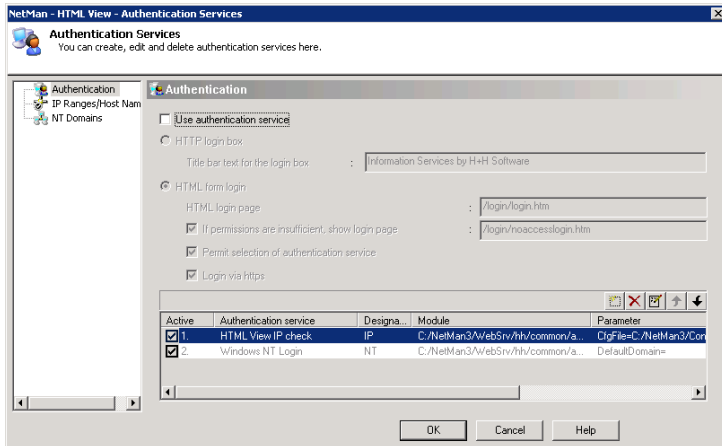 NetMan - HTML View - Authentication Services
Authentication Services
You can create, edit and delete authentication services here.
Authentication
IP Ranges/Host Nam
NT Domains
Authentication
Use authentication service
HTTP login box
Title bar text for the login box : Information Services by H+H Software
HTML form login
HTML login page : /login/login.htm
If permissions are insufficient, show login page : /login/noaccesslogin.htm
Permit selection of authentication service
Login via https
Active Authentication service Designa... Module Parameter
1. HTML View IP check IP C:/NetMan3/WebSrv/hh/common/a... CfgFile=C:/NetMan3/Con
2. Windows NT Login NT C:/NetMan3/WebSrv/hh/common/a... DefaultDomain=
OK Cancel Help